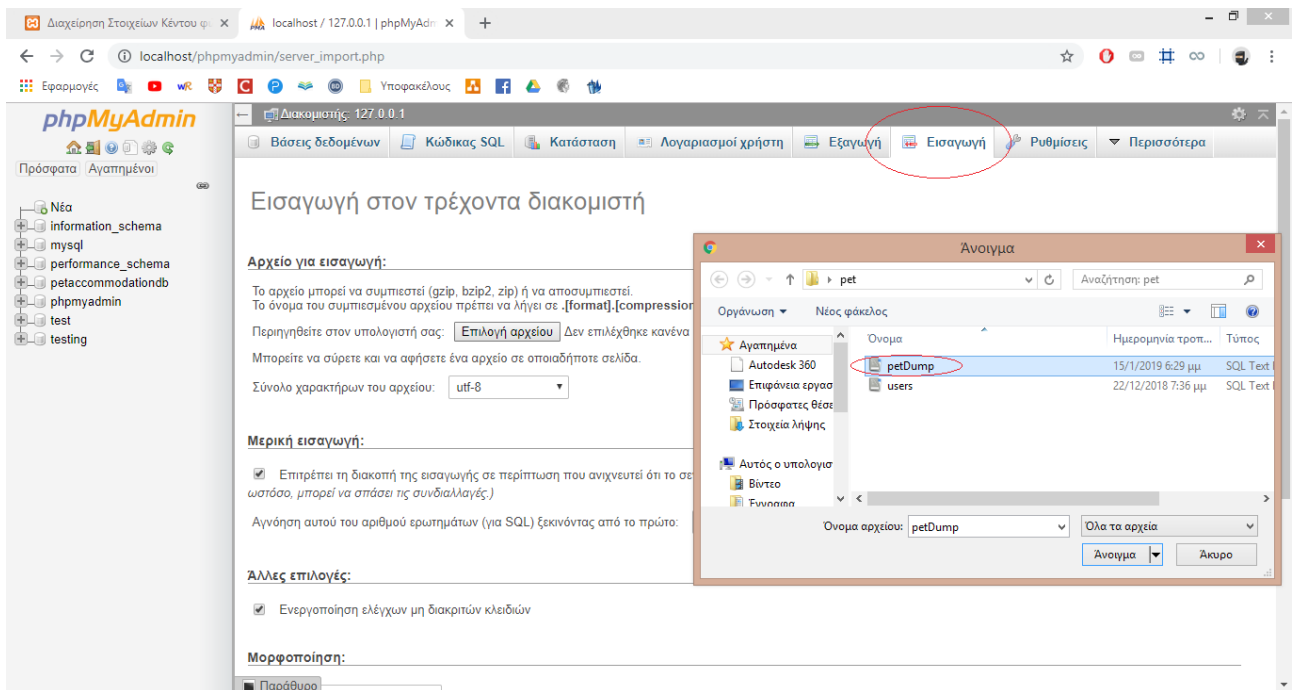 Διαχείρηση Στοιχείων Κέντου φι
localhost / 127.0.0.1 | phpMyAdm
localhost/phpmyadmin/server_import.php
Εφαρμογές
Υποφακέλους
phpMyAdmin
Πρόσφατα Αγαπημένοι
Νέα
information_schema
mysql
performance_schema
petaccommodationdb
phpmyadmin
test
testing
Διακομιστής: 127.0.0.1
Βάσεις δεδομένων Κώδικας SQL Κατάσταση Λογαριασμοί χρήστη Εξαγωγή Εισαγωγή Ρυθμίσεις Περισσότερα
Εισαγωγή στον τρέχοντα διακομιστή
Αρχείο για εισαγωγή:
Το αρχείο μπορεί να συμπιεστεί (gzip, bzip2, zip) ή να αποσυμπιεστεί.
Το όνομα του συμπιεσμένου αρχείου πρέπει να λήγει σε .[format].[compression
Περιηγηθείτε στον υπολογιστή σας: Επιλογή αρχείου Δεν επιλέχθηκε κανένα
Μπορείτε να σύρετε και να αφήσετε ένα αρχείο σε οποιαδήποτε σελίδα.
Σύνολο χαρακτήρων του αρχείου: utf-8
Μερική εισαγωγή:
Επιτρέπει τη διακοπή της εισαγωγής σε περίπτωση που ανιχνευτεί ότι το σε
ωστόσο, μπορεί να σπάσει τις συνδιαλλαγές.)
Αγνόηση αυτού του αριθμού ερωτημάτων (για SQL) ξεκινόντας από το πρώτο:
Άλλες επιλογές:
Ενεργοποίηση ελέγχων μη διακριτών κλειδιών
Μορφοποίηση:
Παράθυρο
Άνοιγμα
pet
Αναζήτηση: pet
Οργάνωση Νέος φάκελος
Όνομα Ημερομηνία τροπ... Τύπος
Αγαπημένα
Autodesk 360
Επιφάνεια εργασ
Πρόσφατες θέσε
Στοιχεία λήψης
Αυτός ο υπολογισ
Βίντεο
Έγγραφα
petDump 15/1/2019 6:29 μμ SQL Text
users 22/12/2018 7:36 μμ SQL Text
Όνομα αρχείου: petDump Όλα τα αρχεία
Άνοιγμα Άκυρο